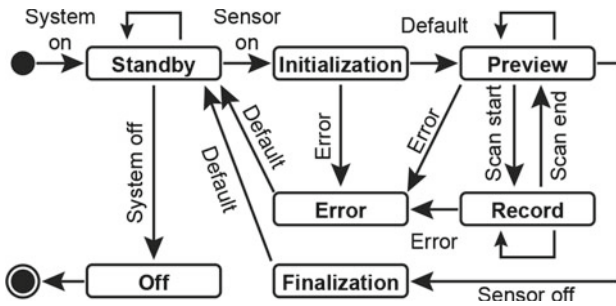 System on
Sensor on
Default
Standby
Initialization
Preview
System off
Default
Default
Error
Error
Scan start
Scan end
Error
Record
Error
Off
Finalization
Sensor off